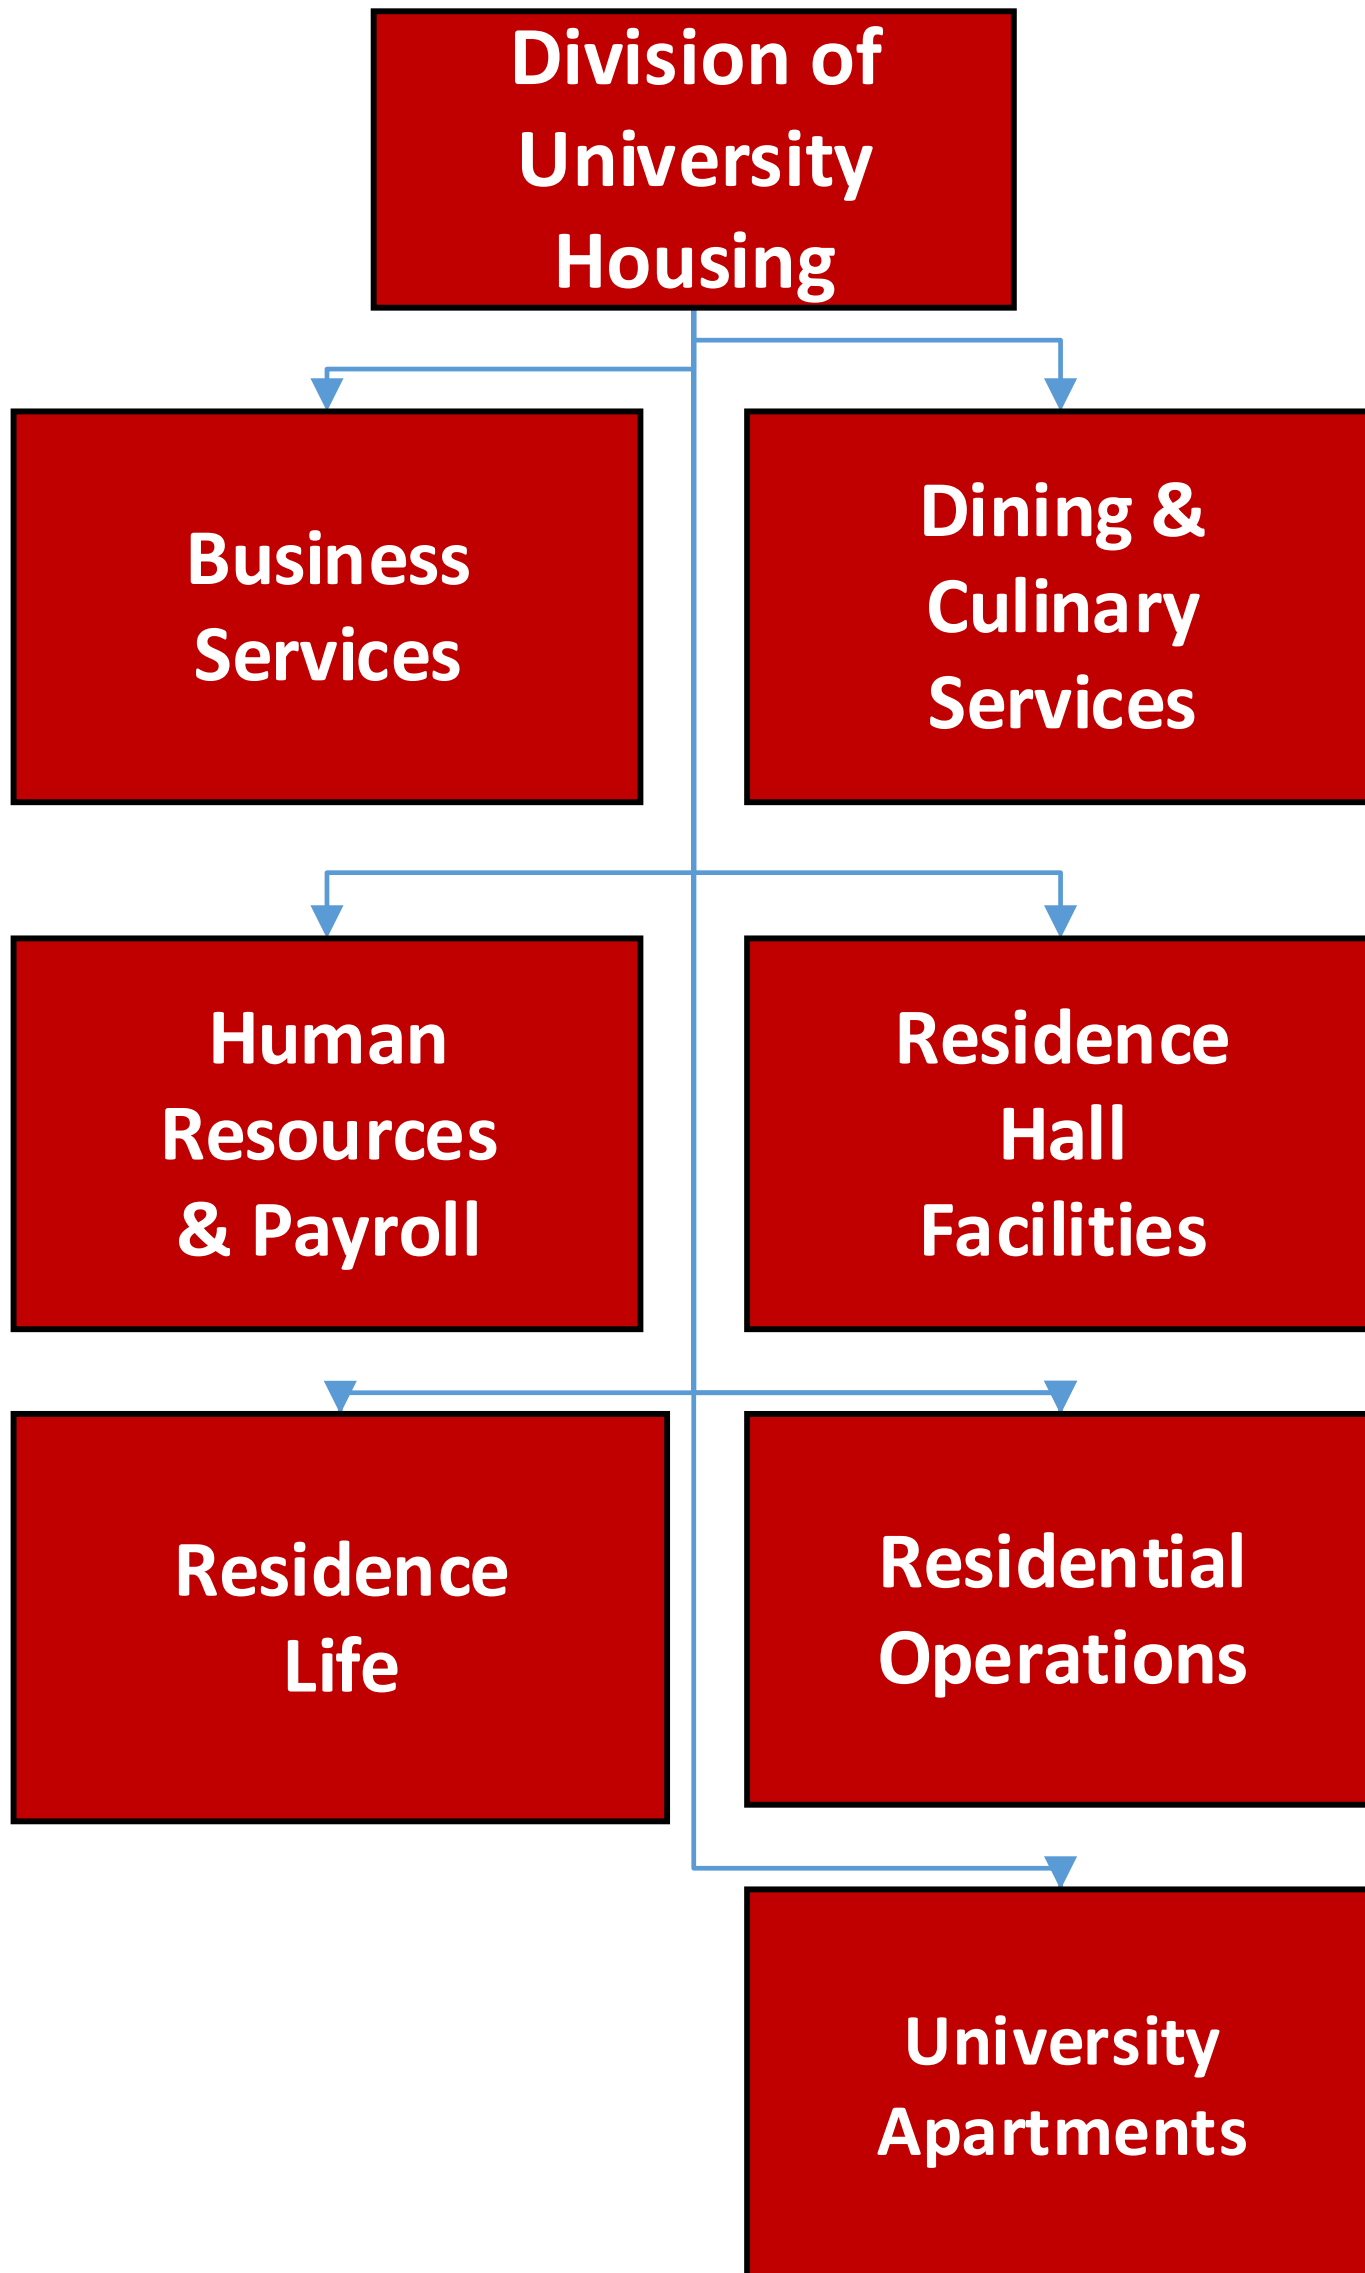 Division of
University
Housing
Business
Services
Dining &
Culinary
Services
Human
Resources
& Payroll
Residence
Hall
Facilities
Residence
Life
Residential
Operations
University
Apartments